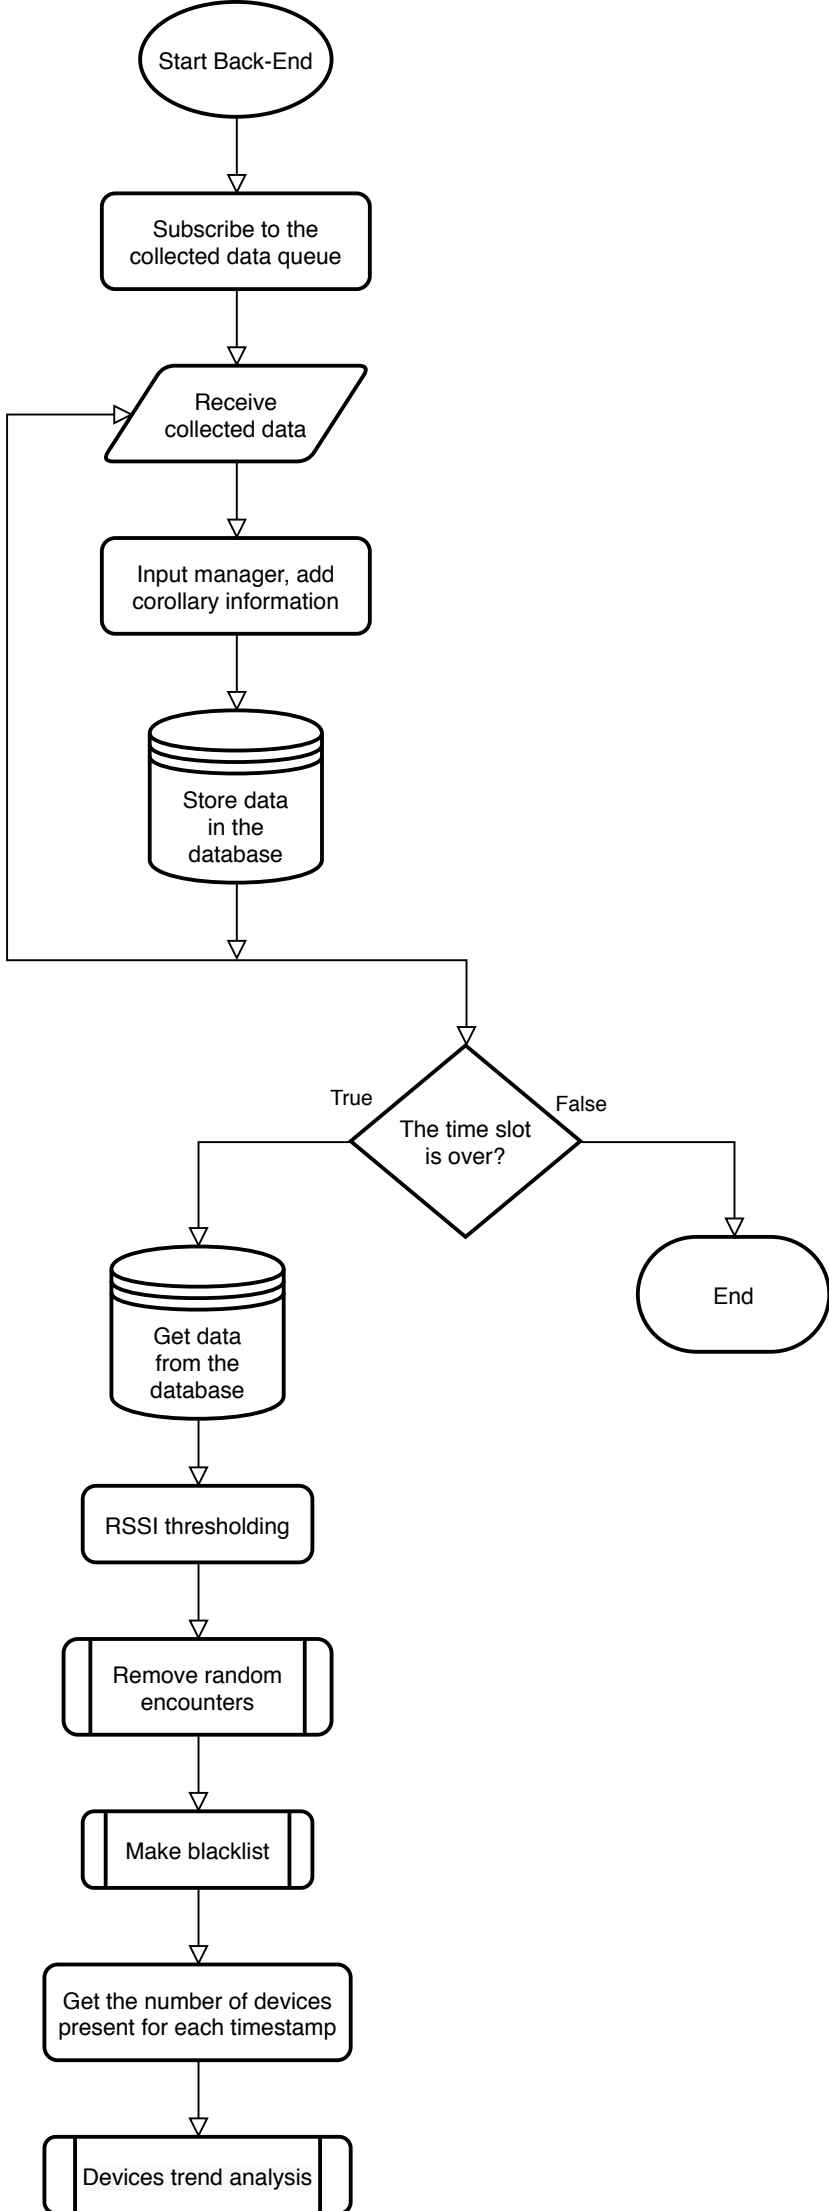 Start Back-End
Subscribe to the
collected data queue
Receive
collected data
Input manager, add
corollary information
Store data
in the
database
True
False
The time slot
is over?
Get data
from the
database
End
RSSI thresholding
Remove random
encounters
Make blacklist
Get the number of devices
present for each timestamp
Devices trend analysis